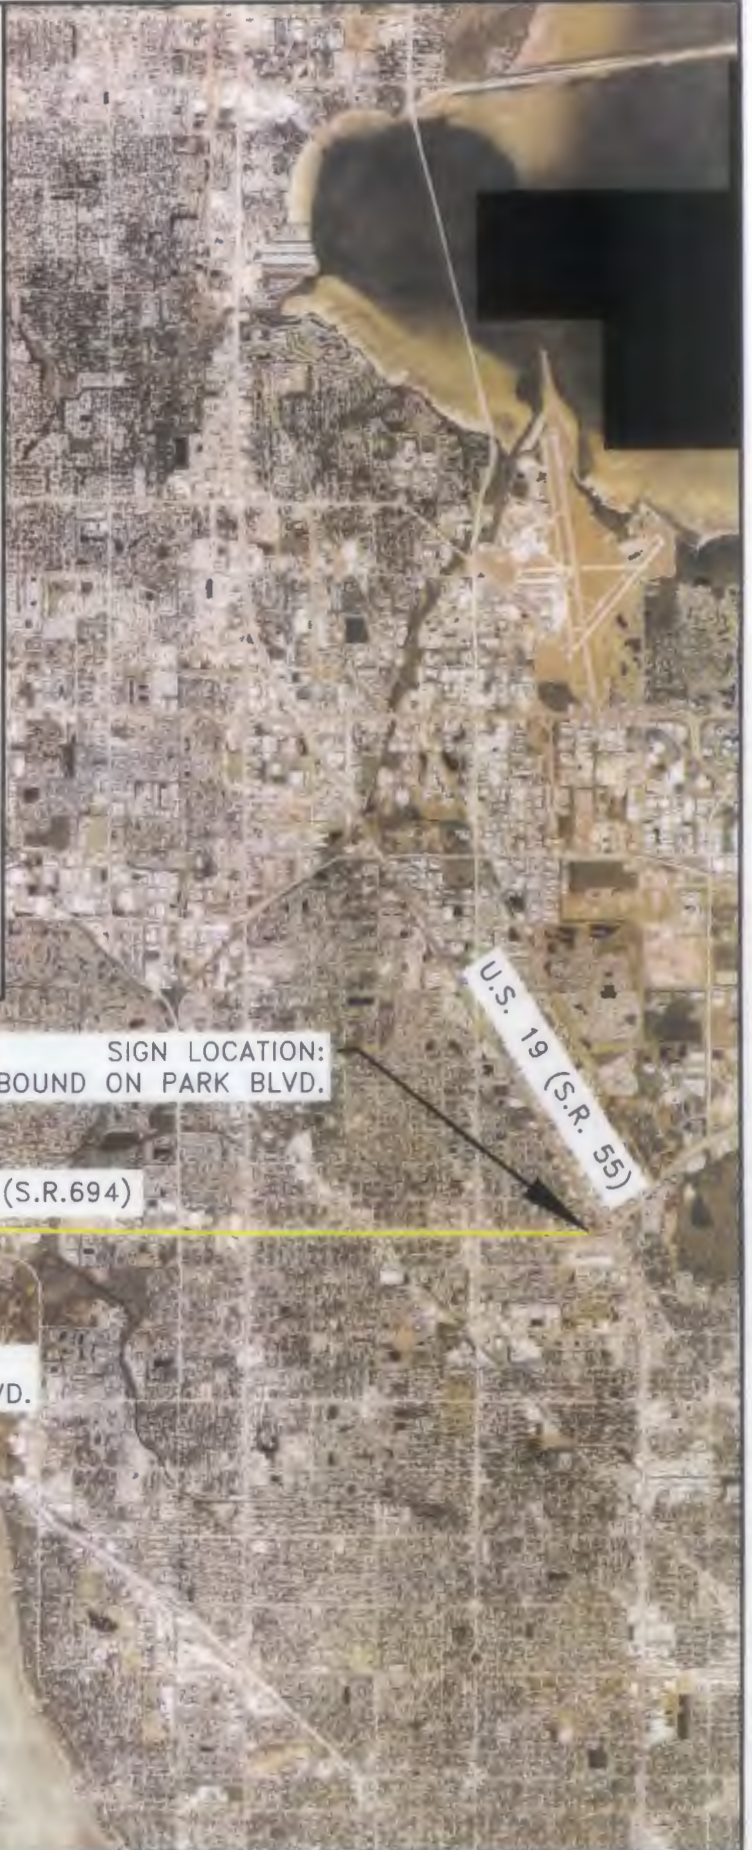 U.S. 19 (S.R. 55)
SIGN LOCATION:
BOUND ON PARK BLVD.
(S.R.694)
VD.